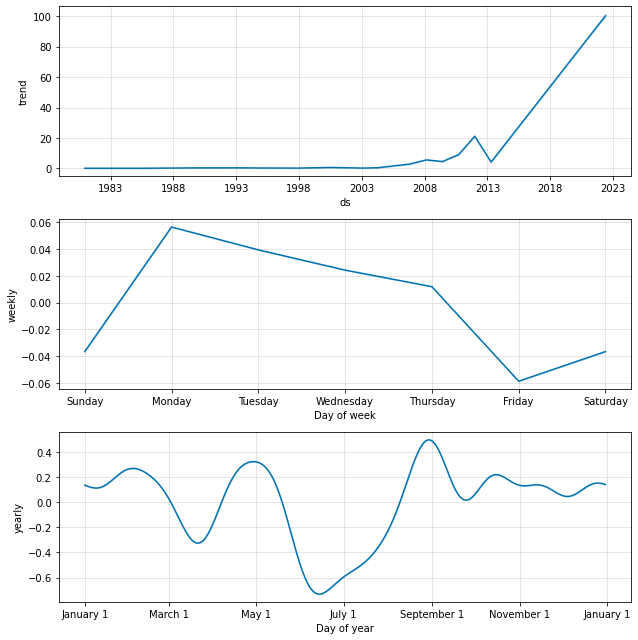 100
80
60
40
20
0
trend
1983 1988 1993 1998 2003 2008 2013 2018 2023
ds
0.06
0.04
0.02
0.00
−0.02
−0.04
−0.06
weekly
Sunday Monday Tuesday Wednesday Thursday Friday Saturday
Day of week
0.4
0.2
0.0
−0.2
−0.4
−0.6
yearly
January 1 March 1 May 1 July 1 September 1 November 1 January 1
Day of year